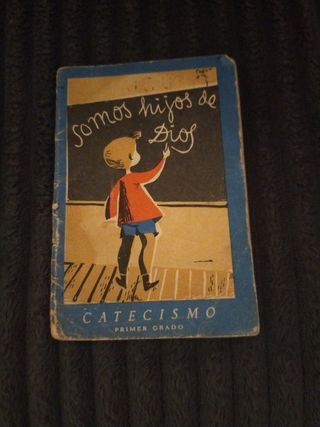 somos hijos de
Dios
CATECISMO
PRIMER GRADO